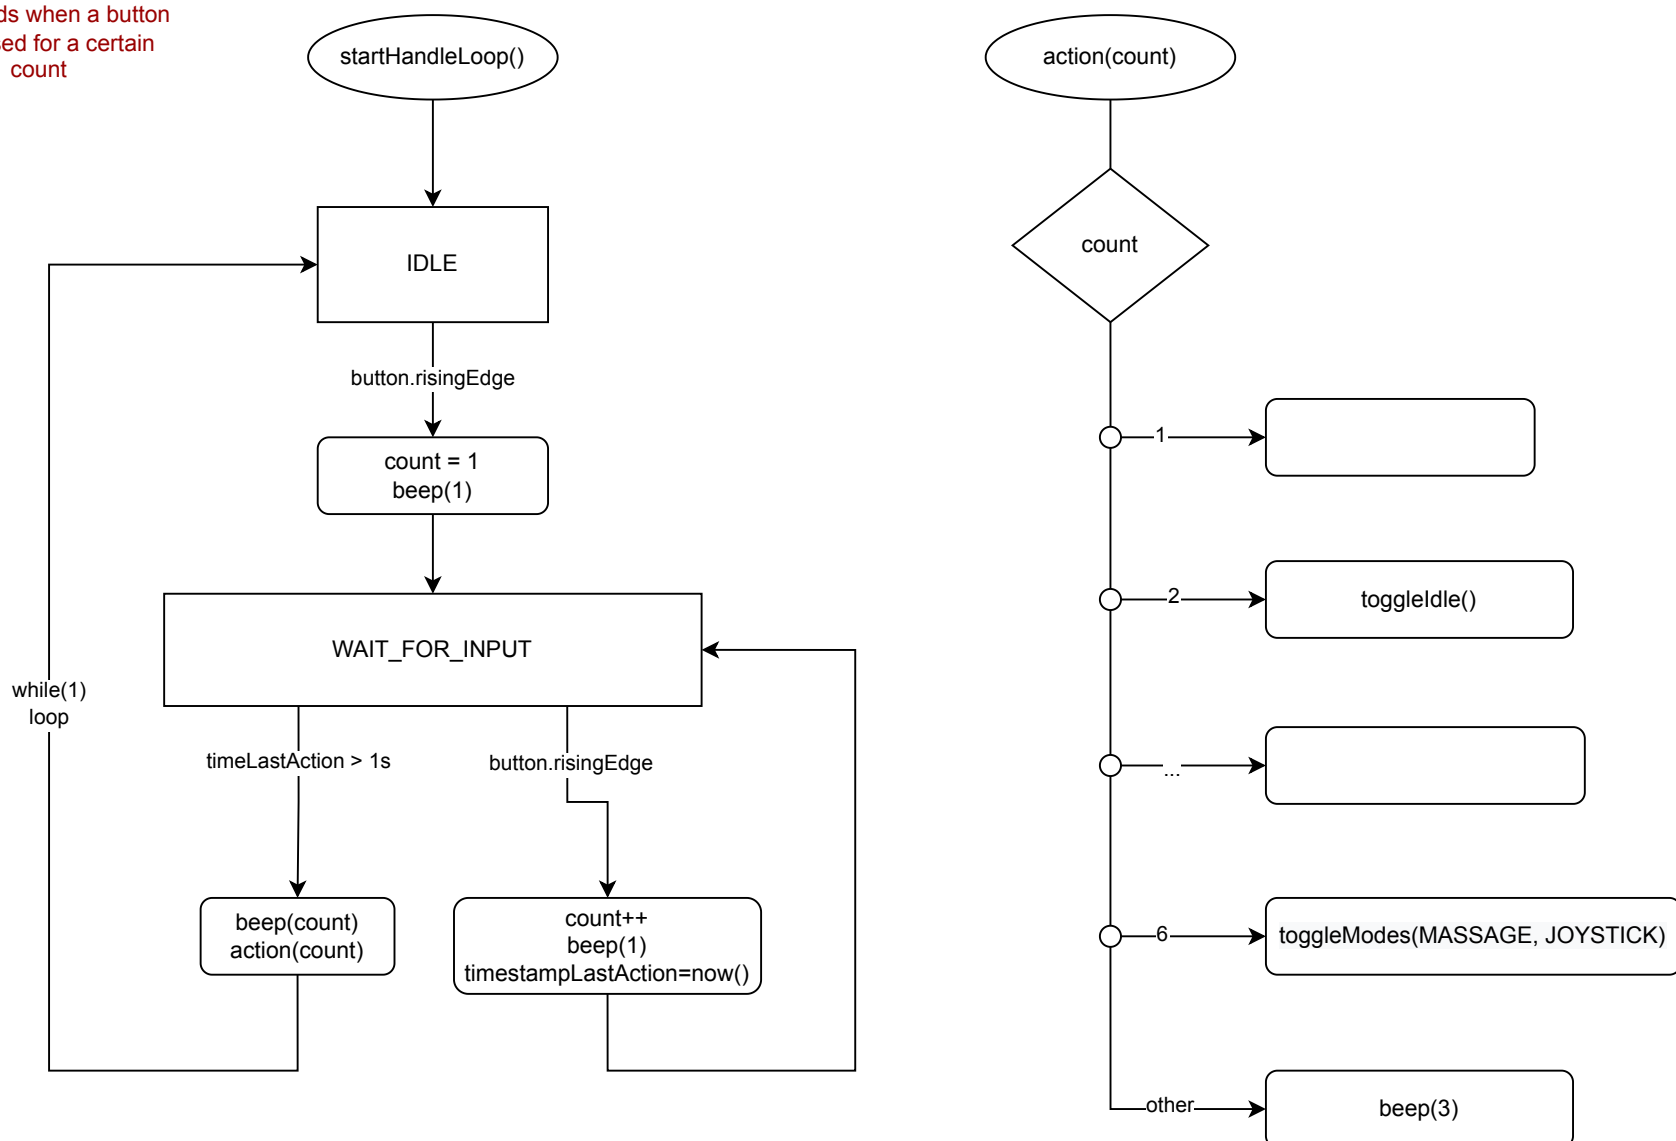 when a button
for a certain
count
startHandleLoop()
IDLE
button.risingEdge
count = 1
beep(1)
WAIT_FOR_INPUT
while(1)
loop
timeLastAction > 1s
button.risingEdge
beep(count)
action(count)
count++
beep(1)
timestampLastAction=now()
action(count)
count
1
2
toggleIdle()
...
6
toggleModes(MASSAGE, JOYSTICK)
other
beep(3)